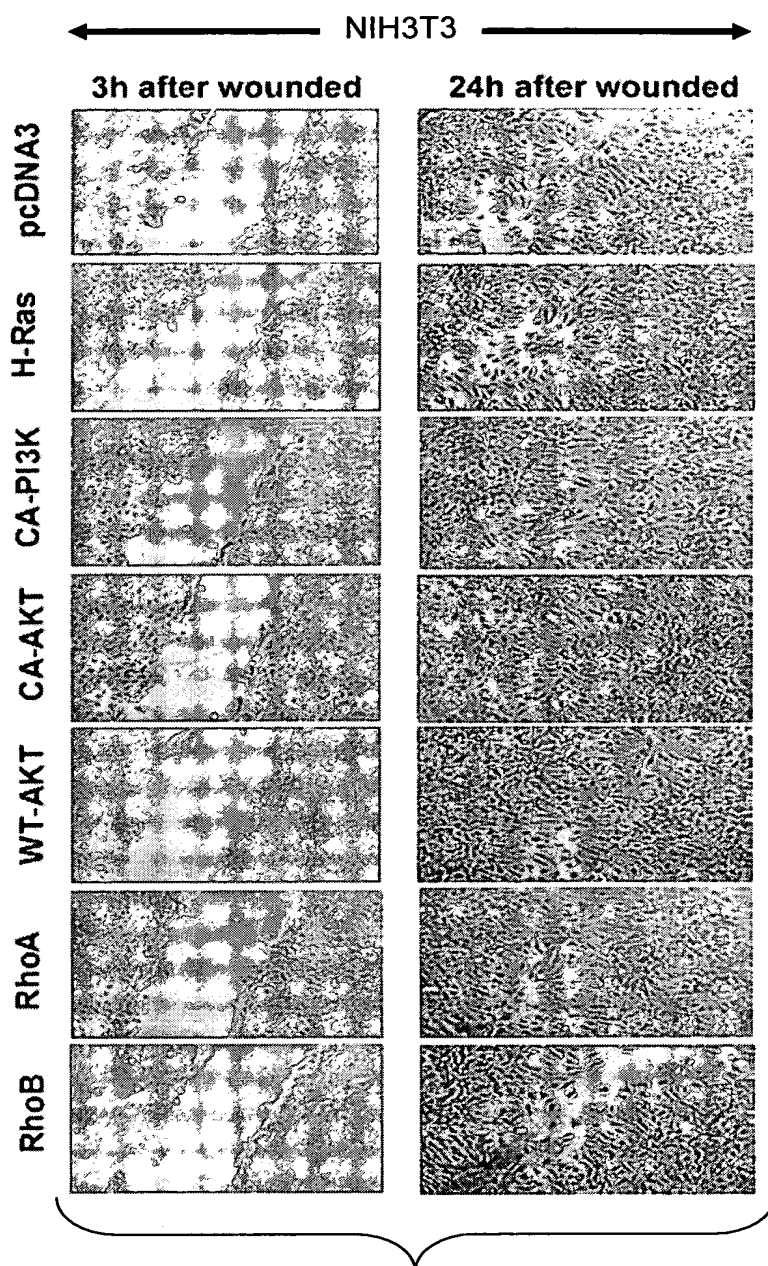 NIH3T3
3h after wounded
24h after wounded
pcDNA3
H-Ras
CA-PI3K
CA-AKT
WT-AKT
RhoA
RhoB